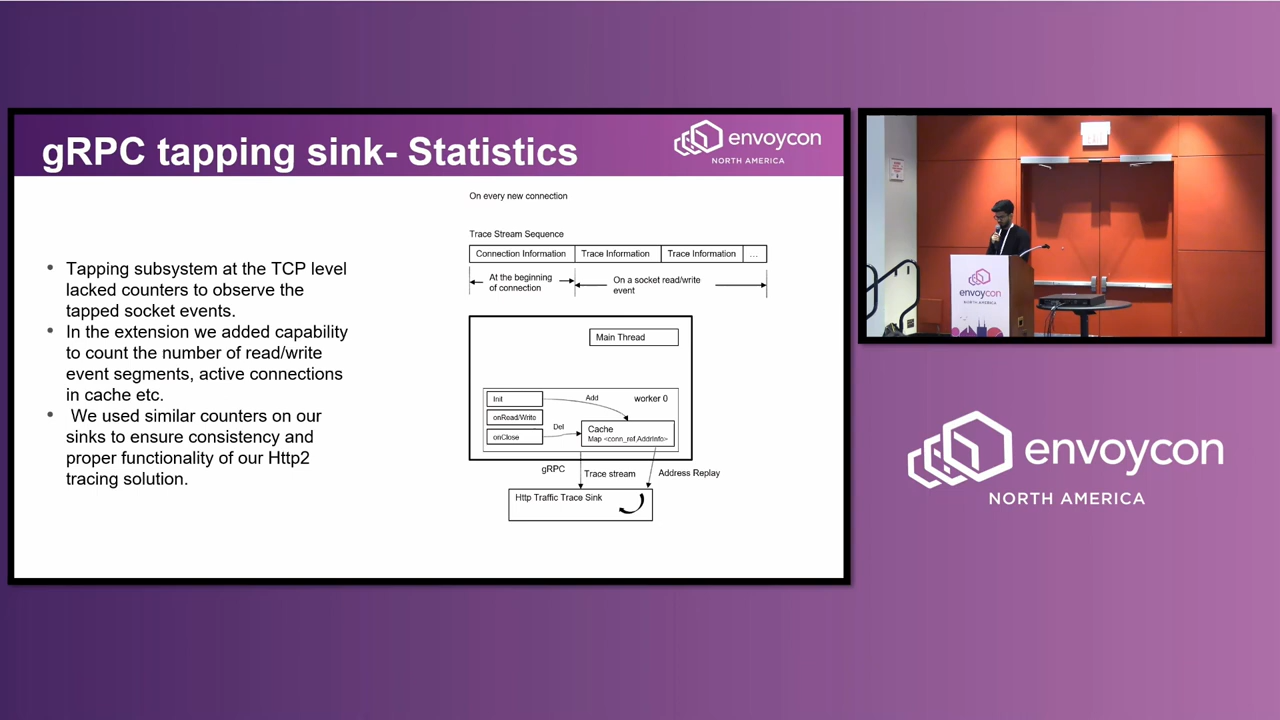 gRPC tapping sink- Statistics
envoycon
NORTH AMERICA
• Tapping subsystem at the TCP level
lacked counters to observe the
tapped socket events.
• In the extension we added capability
to count the number of read/write
event segments, active connections
in cache etc.
• We used similar counters on our
sinks to ensure consistency and
proper functionality of our Http2
tracing solution.
On every new connection
Trace Stream Sequence
Connection Information
Trace Information
Trace Information
...
At the beginning
of connection
On a socket read/write
event
Main Thread
Init
Add
worker 0
onRead/Write
onClose
Del
Cache
Map <conn_ref,AddrInfo>
gRPC
Trace stream
Address Replay
Http Traffic Trace Sink
EXIT
envoycon
NORTH AMERICA
envoycon
NORTH AMERICA